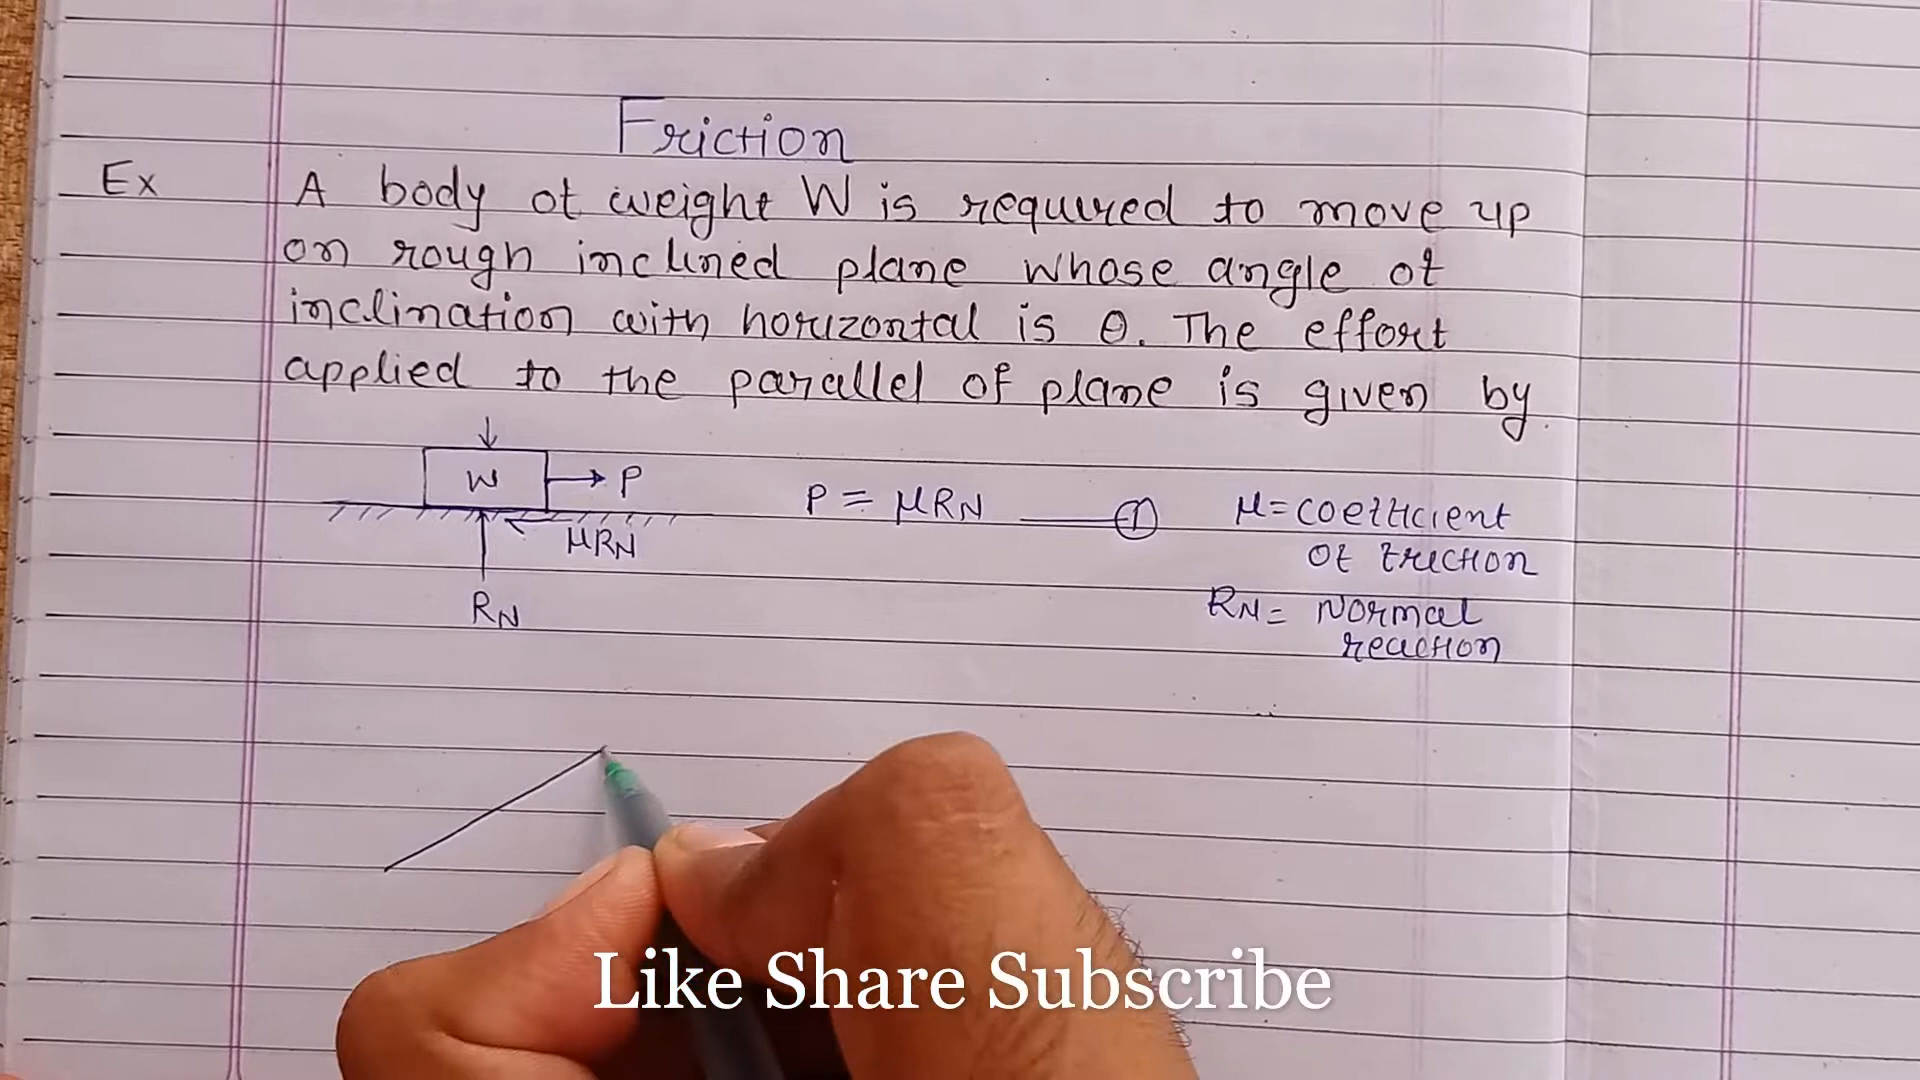 Friction
Ex A body of weight W is required to move up
on rough inclined plane whose angle of
inclination with horizontal is θ. The effort
applied to the parallel of plane is given by.
W → P
μRN
RN
P = μRN ——— ①
μ = coefficient
of friction
RN = Normal
reaction
Like Share Subscribe